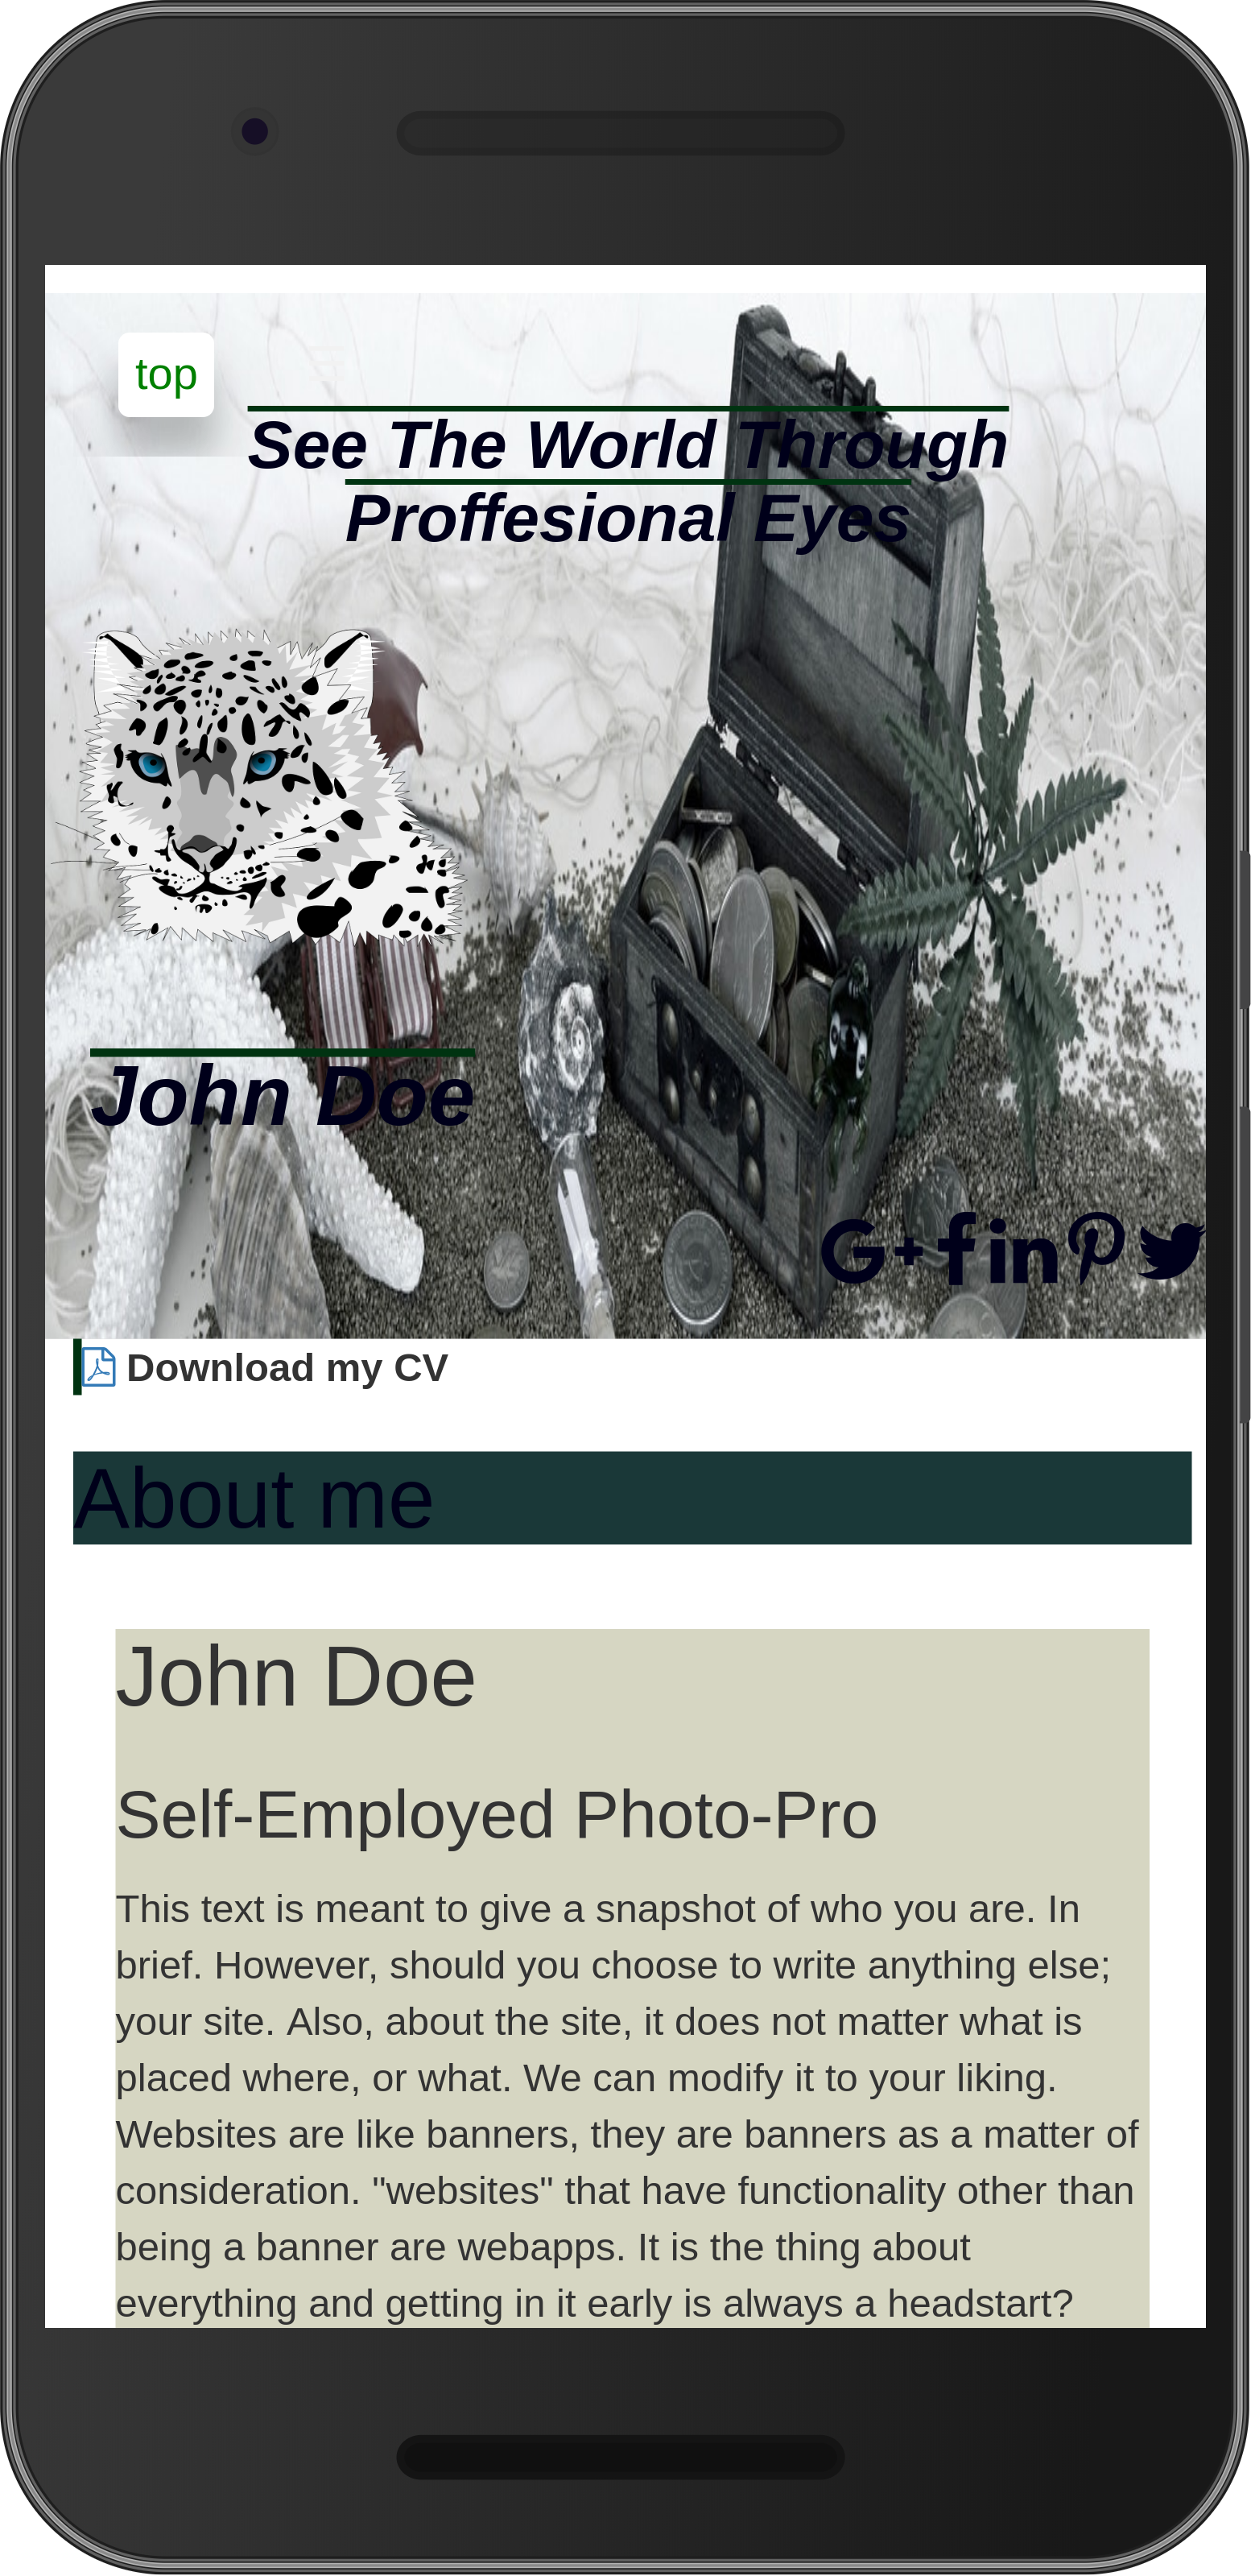 top
See The World Through
Proffesional Eyes
John Doe
Download my CV
About me
John Doe
Self-Employed Photo-Pro
This text is meant to give a snapshot of who you are. In
brief. However, should you choose to write anything else;
your site. Also, about the site, it does not matter what is
placed where, or what. We can modify it to your liking.
Websites are like banners, they are banners as a matter of
consideration. "websites" that have functionality other than
being a banner are webapps. It is the thing about
everything and getting in it early is always a headstart?